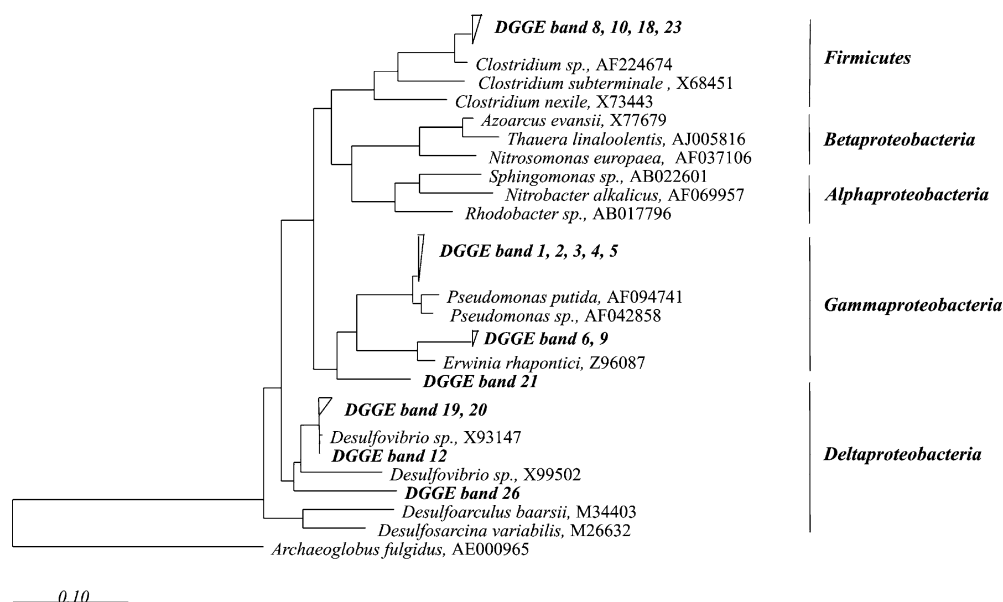 DGGE band 8, 10, 18, 23
Firmicutes
Clostridium sp., AF224674
Clostridium subterminale , X68451
Clostridium nexile, X73443
Azoarcus evansii, X77679
Thauera linaloolentis, AJ005816
Betaproteobacteria
Nitrosomonas europaea, AF037106
Sphingomonas sp., AB022601
Nitrobacter alkalicus, AF069957
Alphaproteobacteria
Rhodobacter sp., AB017796
DGGE band 1, 2, 3, 4, 5
Pseudomonas putida, AF094741
Gammaproteobacteria
Pseudomonas sp., AF042858
DGGE band 6, 9
Erwinia rhapontici, Z96087
DGGE band 21
DGGE band 19, 20
Desulfovibrio sp., X93147
DGGE band 12
Deltaproteobacteria
Desulfovibrio sp., X99502
DGGE band 26
Desulfoarculus baarsii, M34403
Desulfosarcina variabilis, M26632
Archaeoglobus fulgidus, AE000965
0.10